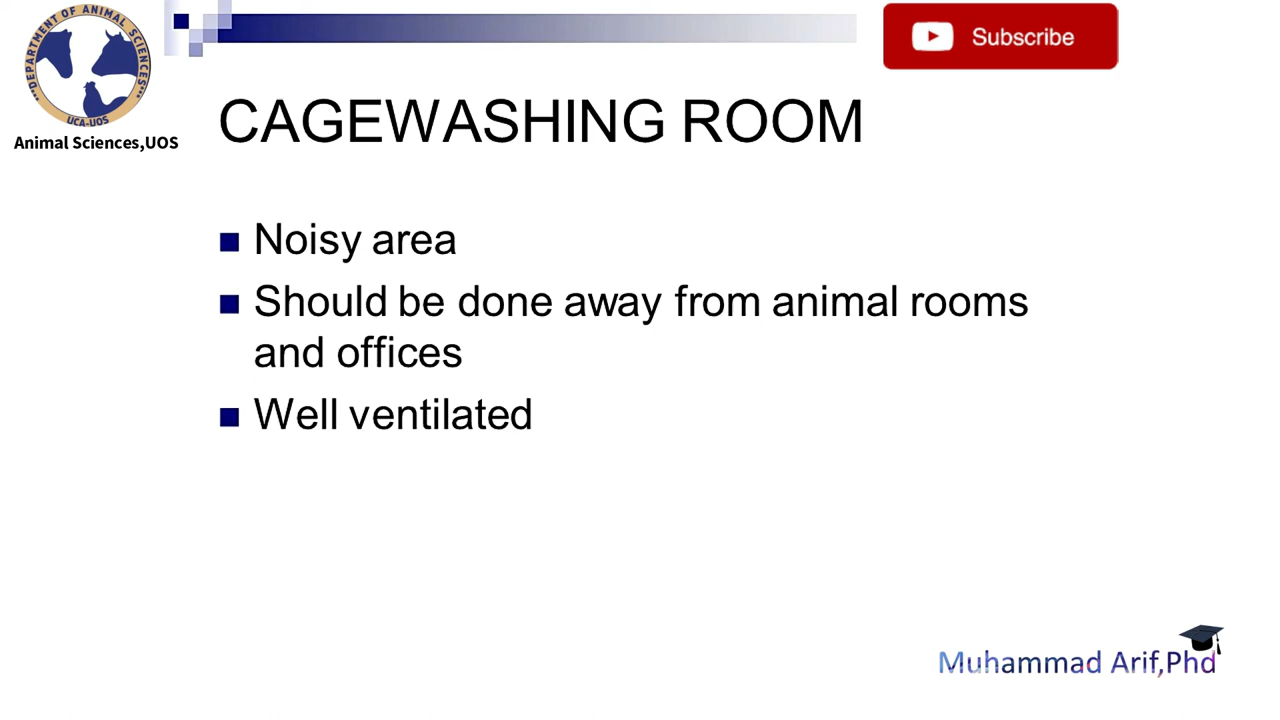 "DEPARTMENT OF ANIMAL SCIENCES"
UCA-UOS
Animal Sciences,UOS
Subscribe
CAGEWASHING ROOM
Noisy area
Should be done away from animal rooms
and offices
Well ventilated
Muhammad Arif,Phd